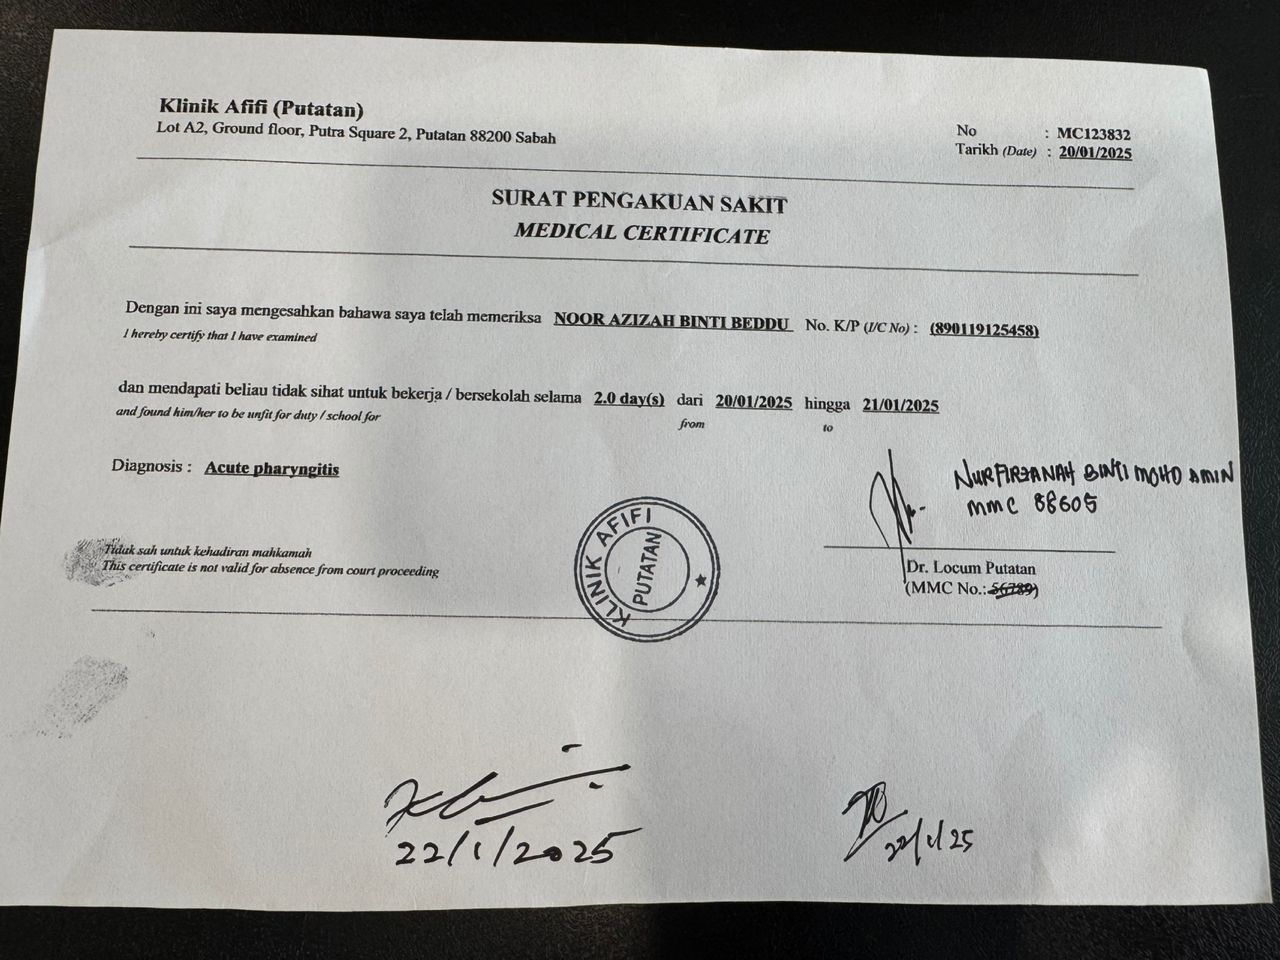 Klinik Afifi (Putatan)
Lot A2, Ground floor, Putra Square 2, Putatan 88200 Sabah
No : MC123832
Tarikh (Date) : 20/01/2025
SURAT PENGAKUAN SAKIT
MEDICAL CERTIFICATE
Dengan ini saya mengesahkan bahawa saya telah memeriksa NOOR AZIZAH BINTI BEDDU No. K/P (I/C No) : (890119125458)
I hereby certify that I have examined
dan mendapati beliau tidak sihat untuk bekerja / bersekolah selama 2.0 day(s) dari 20/01/2025 hingga 21/01/2025
and found him/her to be unfit for duty / school for from to
Diagnosis : Acute pharyngitis
NURFIRZANAH BINTI MOHD AMIN
MMC 88605
KLINIK AFIFI
PUTATAN
Tidak sah untuk kehadiran mahkamah
This certificate is not valid for absence from court proceeding
Dr. Locum Putatan
(MMC No.: 56789)
22/1/2025
22/1/25